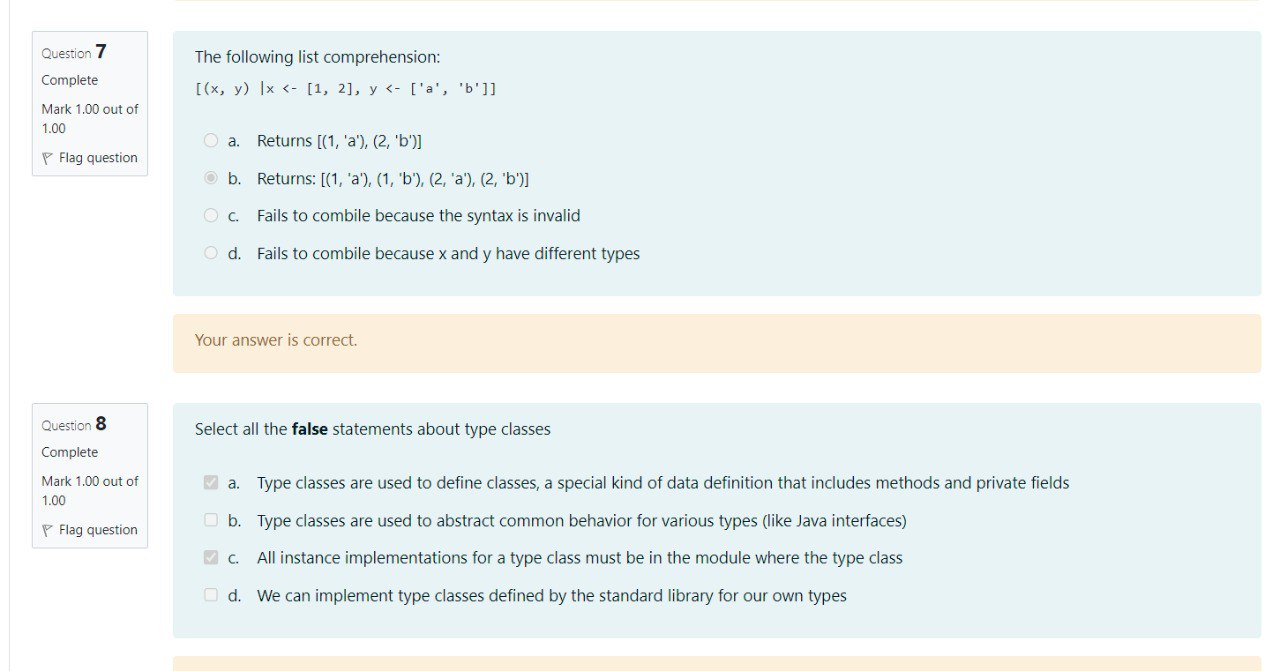 Question 7
Complete
Mark 1.00 out of
1.00
Flag question
The following list comprehension:
[(x, y) |x <- [1, 2], y <- ['a', 'b']]
a. Returns [(1, 'a'), (2, 'b')]
b. Returns: [(1, 'a'), (1, 'b'), (2, 'a'), (2, 'b')]
c. Fails to combile because the syntax is invalid
d. Fails to combile because x and y have different types
Your answer is correct.
Question 8
Complete
Mark 1.00 out of
1.00
Flag question
Select all the false statements about type classes
a. Type classes are used to define classes, a special kind of data definition that includes methods and private fields
b. Type classes are used to abstract common behavior for various types (like Java interfaces)
c. All instance implementations for a type class must be in the module where the type class
d. We can implement type classes defined by the standard library for our own types